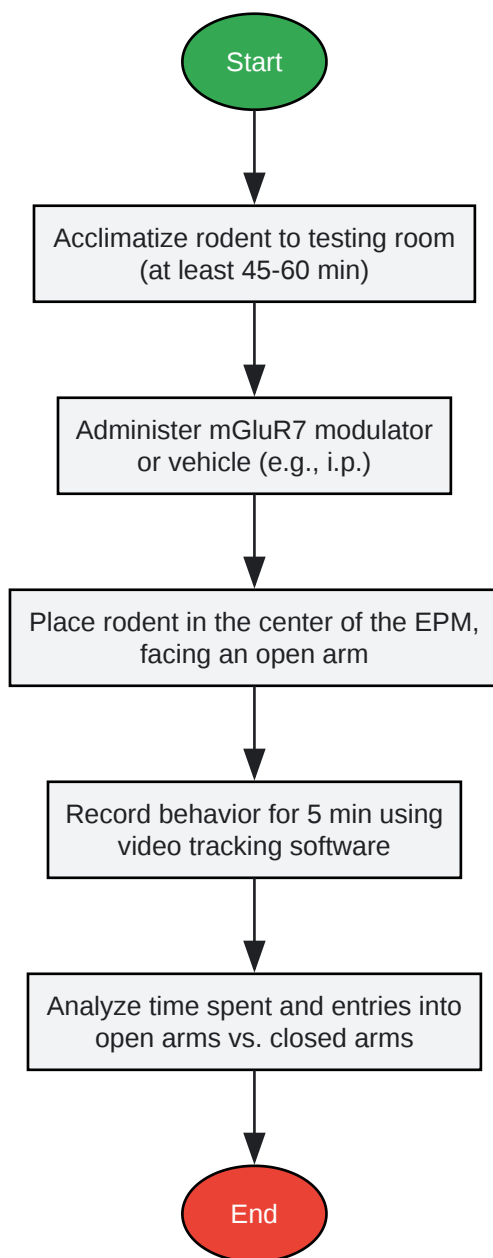 Start
Acclimatize rodent to testing room
(at least 45-60 min)
Administer mGluR7 modulator
or vehicle (e.g., i.p.)
Place rodent in the center of the EPM,
facing an open arm
Record behavior for 5 min using
video tracking software
Analyze time spent and entries into
open arms vs. closed arms
End